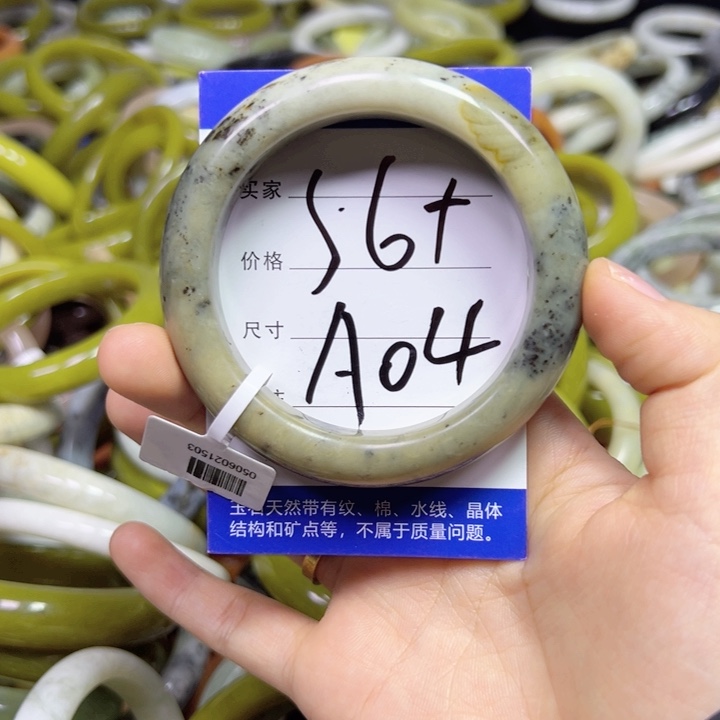 买家
S.6+
价格
尺寸
A04
0506021503
玉石天然带有纹、棉、水线、晶体
结构和矿点等，不属于质量问题。